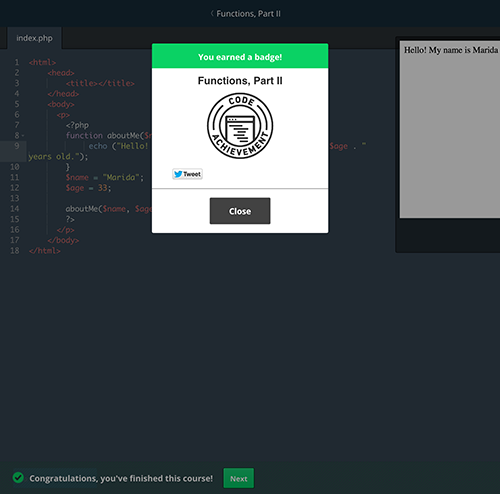 〈 Functions, Part II
index.php
You earned a badge!
Functions, Part II
CODE
ACHIEVEMENT
Tweet
Close
1 <html>
2 <head>
3 <title></title>
4 </head>
5 <body>
6 <p>
7 <?php
8 function aboutMe($
9 echo ("Hello! $age . "
years old.");
10 }
11 $name = "Marida";
12 $age = 33;
13
14 aboutMe($name, $age
15 ?>
16 </p>
17 </body>
18 </html>
Hello! My name is Marida
Congratulations, you've finished this course!
Next